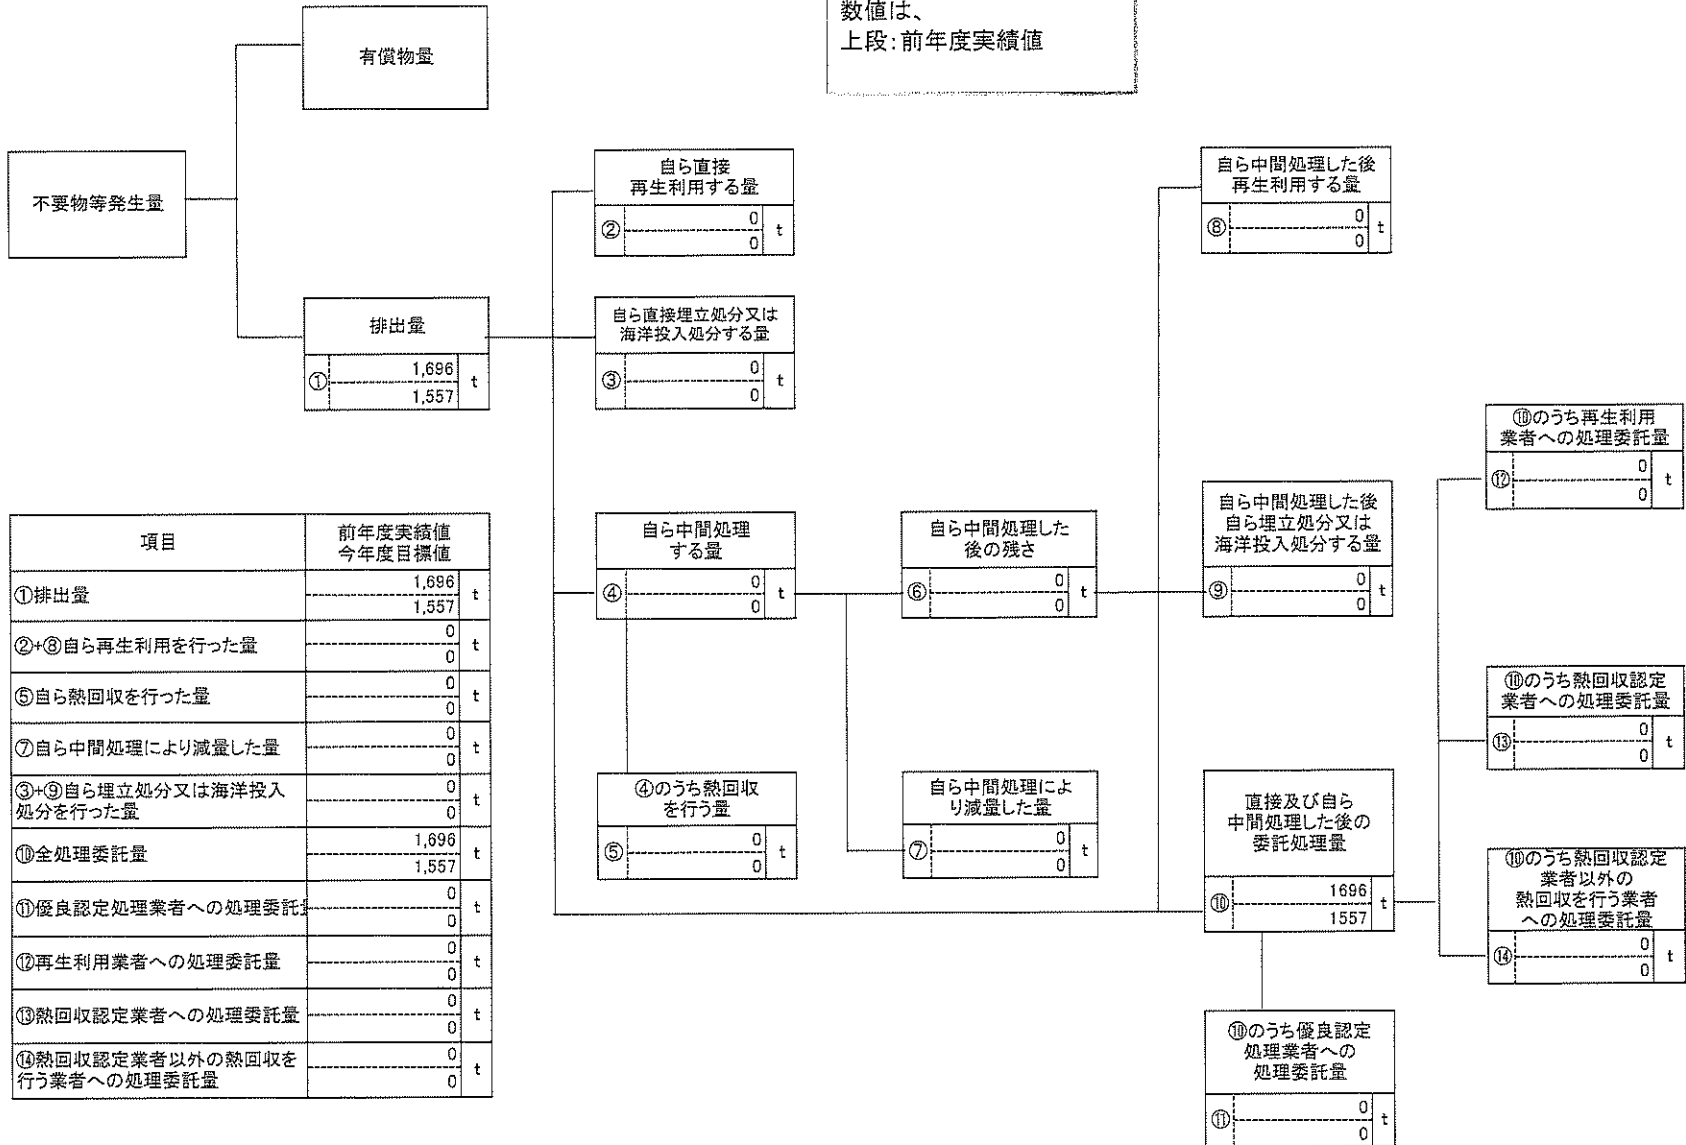 数値は、
上段:前年度実績値
有償物量
不要物等発生量
排出量
① 1,696 t
1,557
自ら直接
再生利用する量
② 0 t
0
自ら直接埋立処分又は
海洋投入処分する量
③ 0 t
0
自ら中間処理
する量
④ 0 t
0
④のうち熱回収
を行う量
⑤ 0 t
0
自ら中間処理した
後の残さ
⑥ 0 t
0
自ら中間処理によ
り減量した量
⑦ 0 t
0
自ら中間処理した後
再生利用する量
⑧ 0 t
0
自ら中間処理した後
自ら埋立処分又は
海洋投入処分する量
⑨ 0 t
0
直接及び自ら
中間処理した後の
委託処理量
⑩ 1696 t
1557
⑩のうち優良認定
処理業者への
処理委託量
⑪ 0 t
0
⑩のうち再生利用
業者への処理委託量
⑫ 0 t
0
⑩のうち熱回収認定
業者への処理委託量
⑬ 0 t
0
⑩のうち熱回収認定
業者以外の
熱回収を行う業者
への処理委託量
⑭ 0 t
0
項目 前年度実績値
今年度目標値
①排出量 1,696 t
1,557
②+⑧自ら再生利用を行った量 0 t
0
⑤自ら熱回収を行った量 0 t
0
⑦自ら中間処理により減量した量 0 t
0
③+⑨自ら埋立処分又は海洋投入
処分を行った量 0 t
0
⑩全処理委託量 1,696 t
1,557
⑪優良認定処理業者への処理委託 0 t
0
⑫再生利用業者への処理委託量 0 t
0
⑬熱回収認定業者への処理委託量 0 t
0
⑭熱回収認定業者以外の熱回収を
行う業者への処理委託量 0 t
0